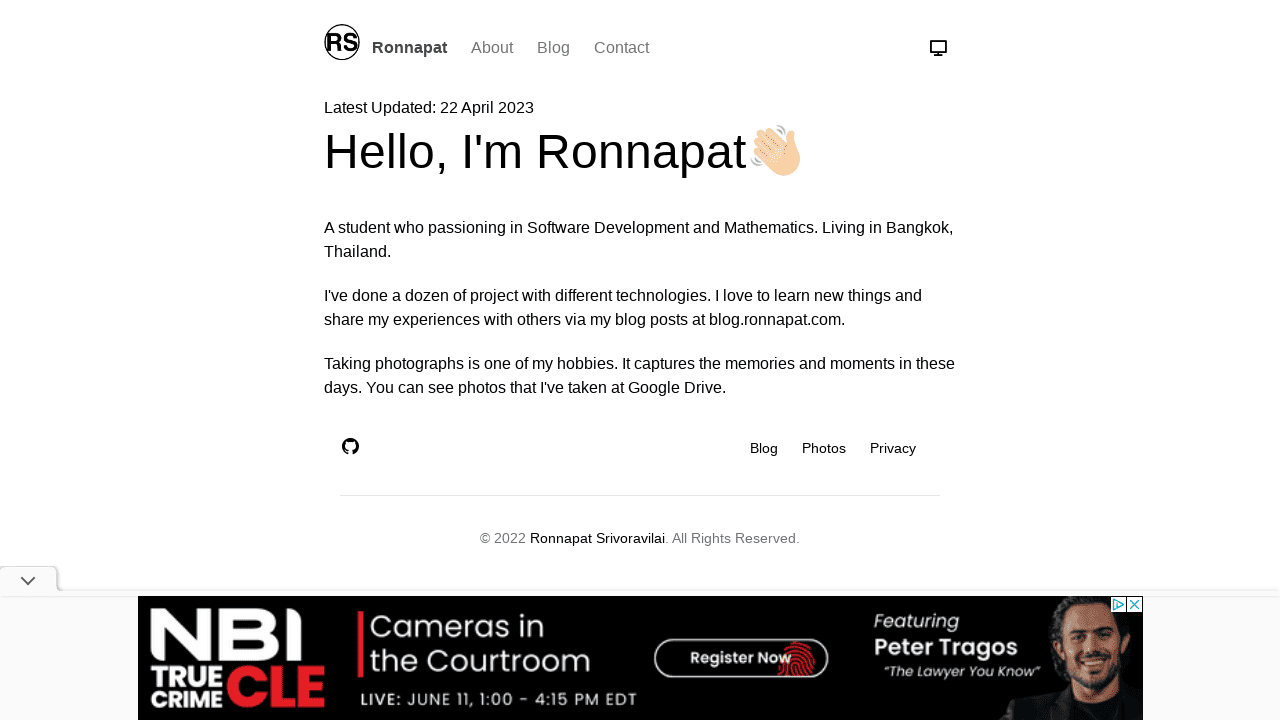 RS Ronnapat About Blog Contact
Latest Updated: 22 April 2023
Hello, I'm Ronnapat
A student who passioning in Software Development and Mathematics. Living in Bangkok,
Thailand.
I've done a dozen of project with different technologies. I love to learn new things and
share my experiences with others via my blog posts at blog.ronnapat.com.
Taking photographs is one of my hobbies. It captures the memories and moments in these
days. You can see photos that I've taken at Google Drive.
Blog Photos Privacy
© 2022 Ronnapat Srivoravilai. All Rights Reserved.
NBI
TRUE
CRIME CLE
Cameras in
the Courtroom
LIVE: JUNE 11, 1:00 - 4:15 PM EDT
Register Now
Featuring
Peter Tragos
“The Lawyer You Know”